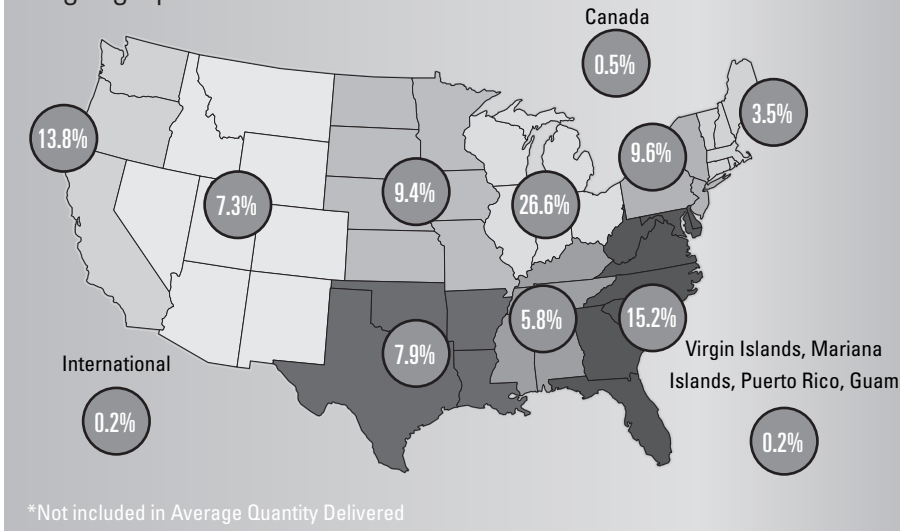 Canada
0.5%
3.5%
13.8%
9.6%
7.3%
9.4%
26.6%
5.8%
15.2%
7.9%
International
0.2%
Virgin Islands, Mariana
Islands, Puerto Rico, Guam
0.2%
*Not included in Average Quantity Delivered